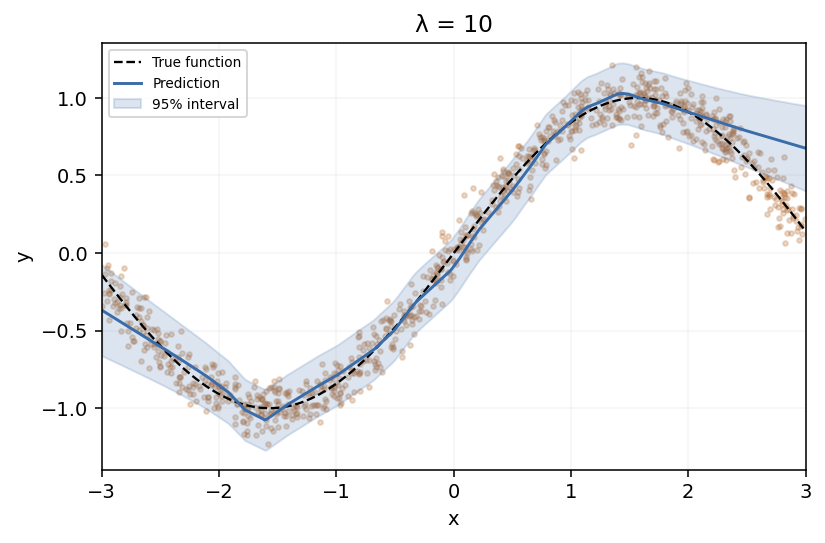 λ = 10
True function
Prediction
95% interval
y
1.0
0.5
0.0
−0.5
−1.0
−3 −2 −1 0 1 2 3
x